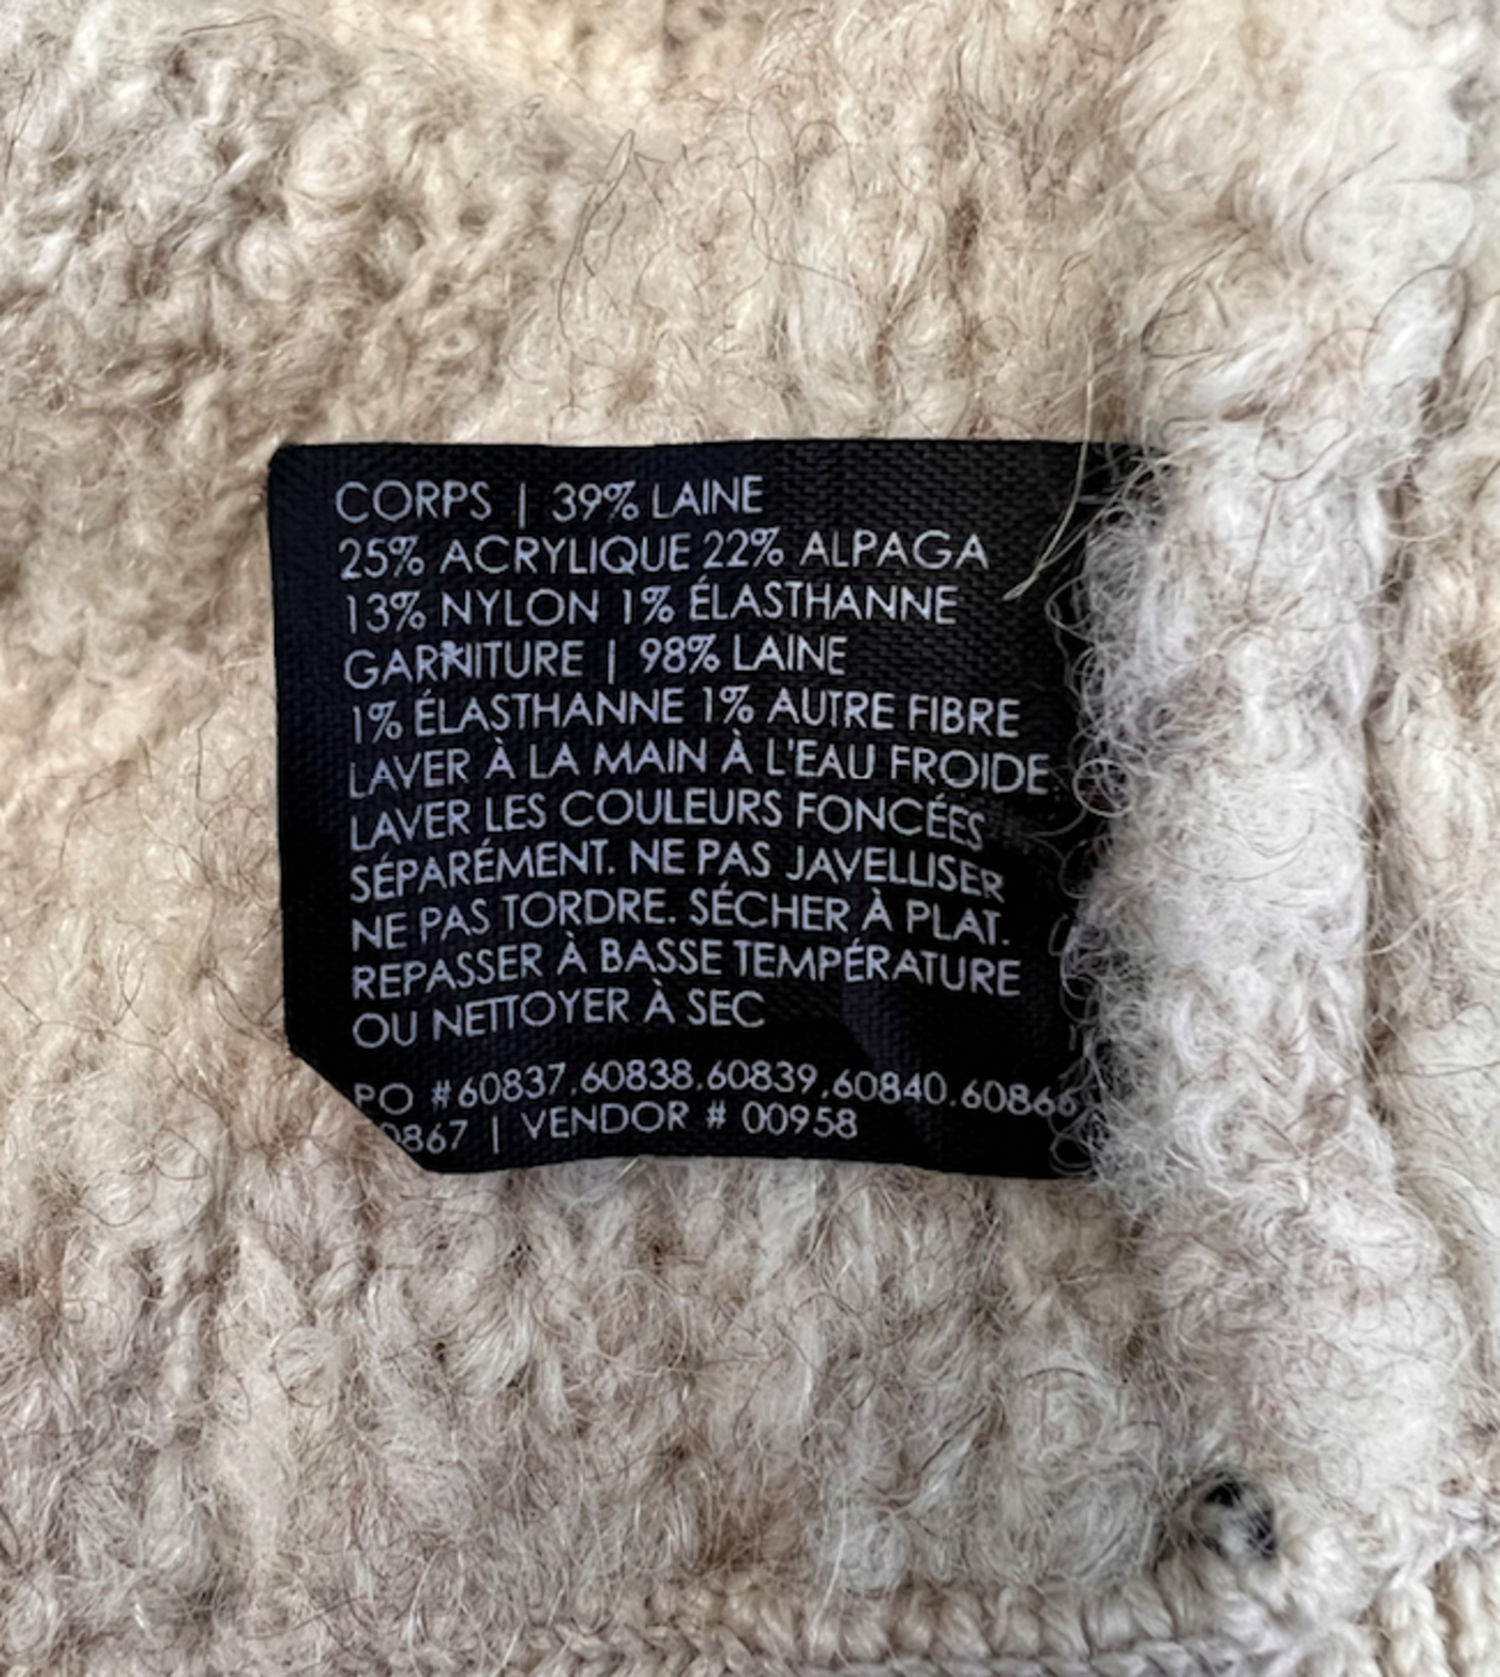 CORPS | 39% LAINE
25% ACRYLIQUE 22% ALPAGA
13% NYLON 1% ÉLASTHANNE
GARNITURE | 98% LAINE
1% ÉLASTHANNE 1% AUTRE FIBRE
LAVER À LA MAIN À L'EAU FROIDE
LAVER LES COULEURS FONCÉES
SÉPARÉMENT. NE PAS JAVELLISER
NE PAS TORDRE. SÉCHER À PLAT.
REPASSER À BASSE TEMPÉRATURE
OU NETTOYER À SEC
PO #60837,60838,60839,60840,60866
0867 | VENDOR # 00958